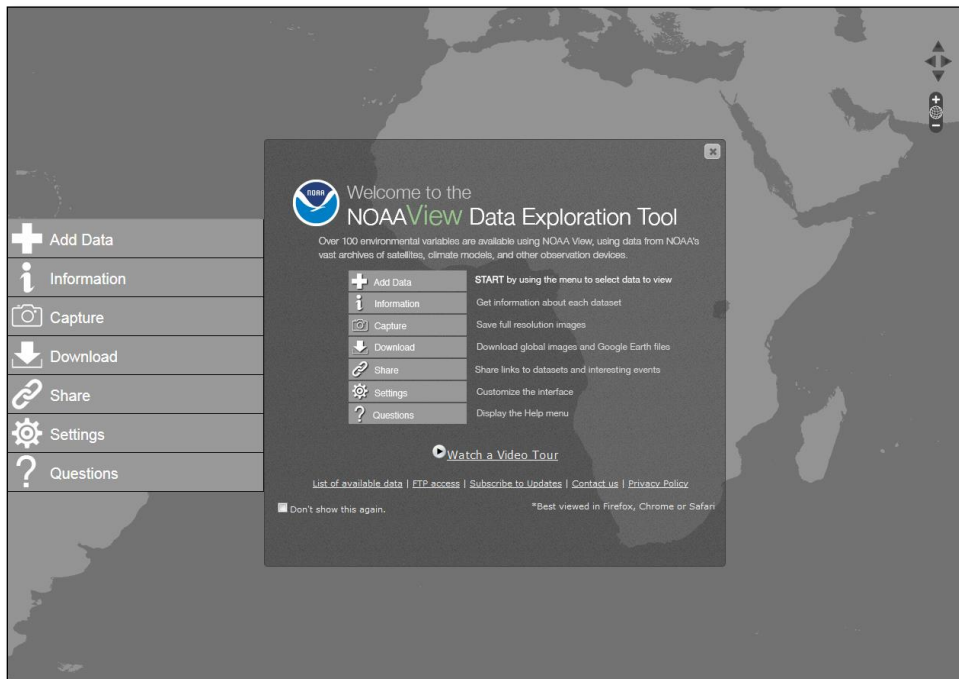 Add Data
Information
Capture
Download
Share
Settings
Questions
NOAA
Welcome to the
NOAAView Data Exploration Tool
Over 100 environmental variables are available using NOAA View, using data from NOAA's
vast archives of satellites, climate models, and other observation devices.
Add Data START by using the menu to select data to view
Information Get information about each dataset
Capture Save full resolution images
Download Download global images and Google Earth files
Share Share links to datasets and interesting events
Settings Customize the interface
Questions Display the Help menu
Watch a Video Tour
List of available data | FTP access | Subscribe to Updates | Contact us | Privacy Policy
Don't show this again. *Best viewed in Firefox, Chrome or Safari